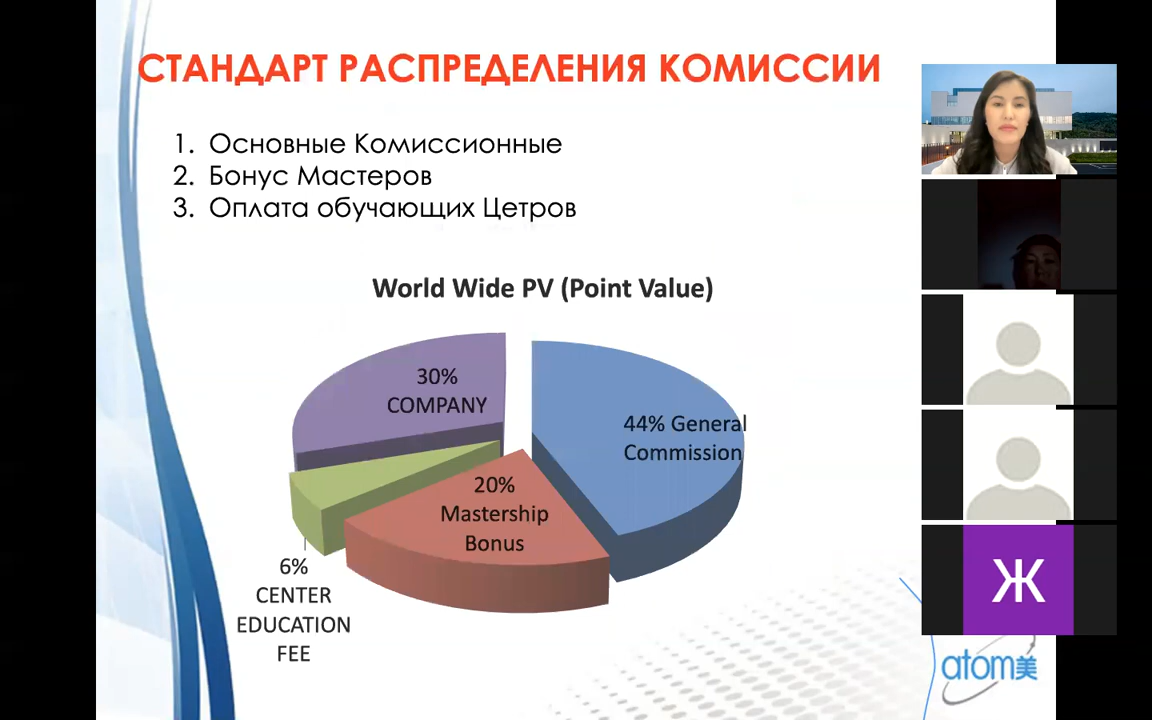 СТАНДАРТ РАСПРЕДЕЛЕНИЯ КОМИССИИ
1. Основные Комиссионные
2. Бонус Мастеров
3. Оплата обучающих Цетров
World Wide PV (Point Value)
30%
COMPANY
44% General
Commission
20%
Mastership
Bonus
6%
CENTER
EDUCATION
FEE
Ж
atom美